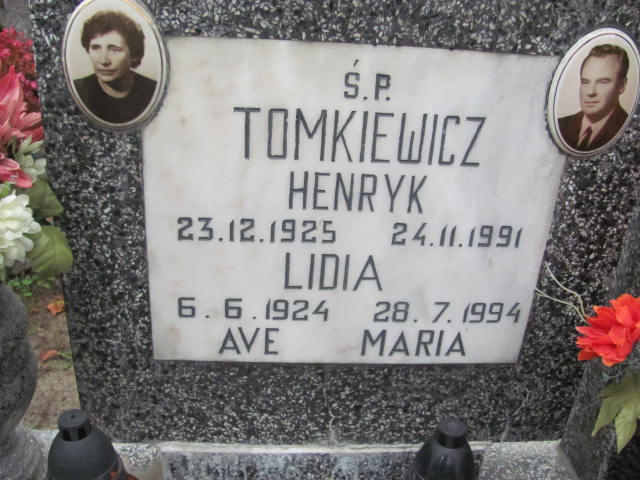 Ś.P.
TOMKIEWICZ
HENRYK
23.12.1925 24.11.1991
LIDIA
6.6.1924 28.7.1994
AVE MARIA